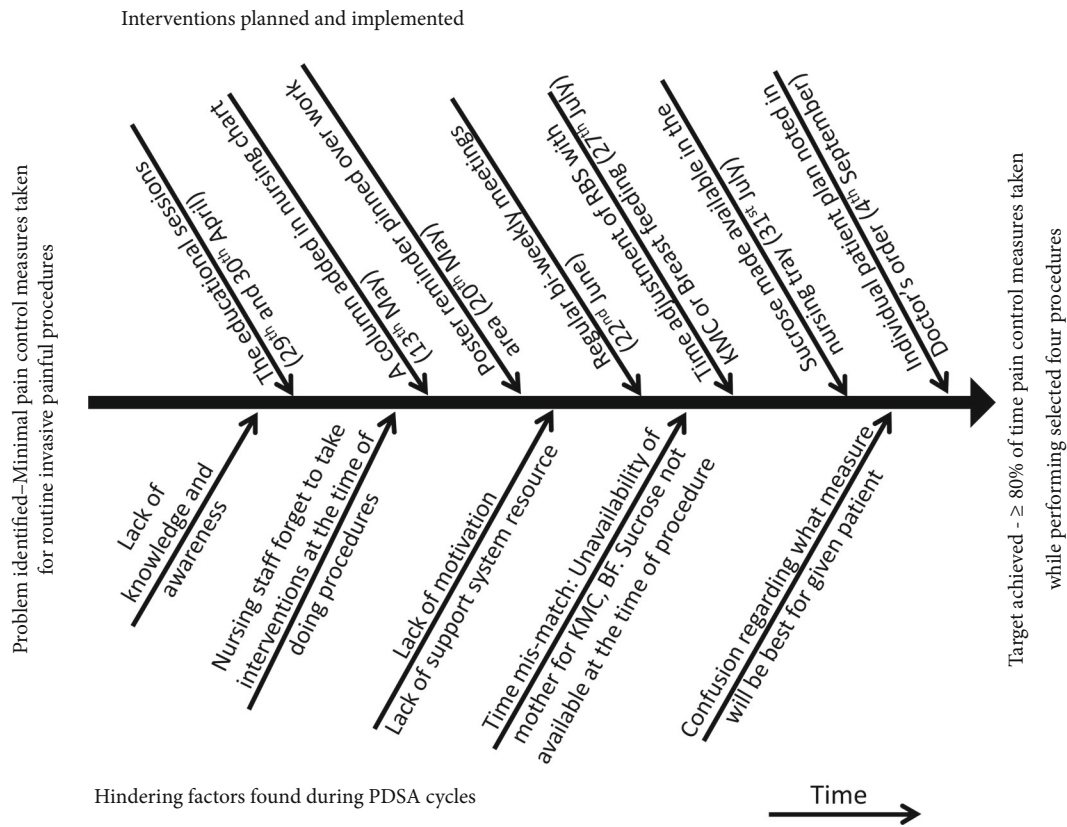 Interventions planned and implemented
Problem identified–Minimal pain control measures taken
for routine invasive painful procedures
The educational sessions
(29th and 30th April)
A column added in nursing chart
(13th May)
Poster reminder pinned over work
area (20th May)
Regular bi-weekly meetings
(22nd June)
Time adjustment of RBS with
KMC or Breast feeding (27th July)
Sucrose made available in the
nursing tray (31st July)
Individual patient plan noted in
Doctor's order (4th September)
Lack of
knowledge and
awareness
Nursing staff forget to take
interventions at the time of
doing procedures
Lack of motivation
Lack of support system resource
Time mis-match: Unavailability of
mother for KMC, BF. Sucrose not
available at the time of procedure
Confusion regarding what measure
will be best for given patient
Target achieved - ≥ 80% of time pain control measures taken
while performing selected four procedures
Hindering factors found during PDSA cycles
Time